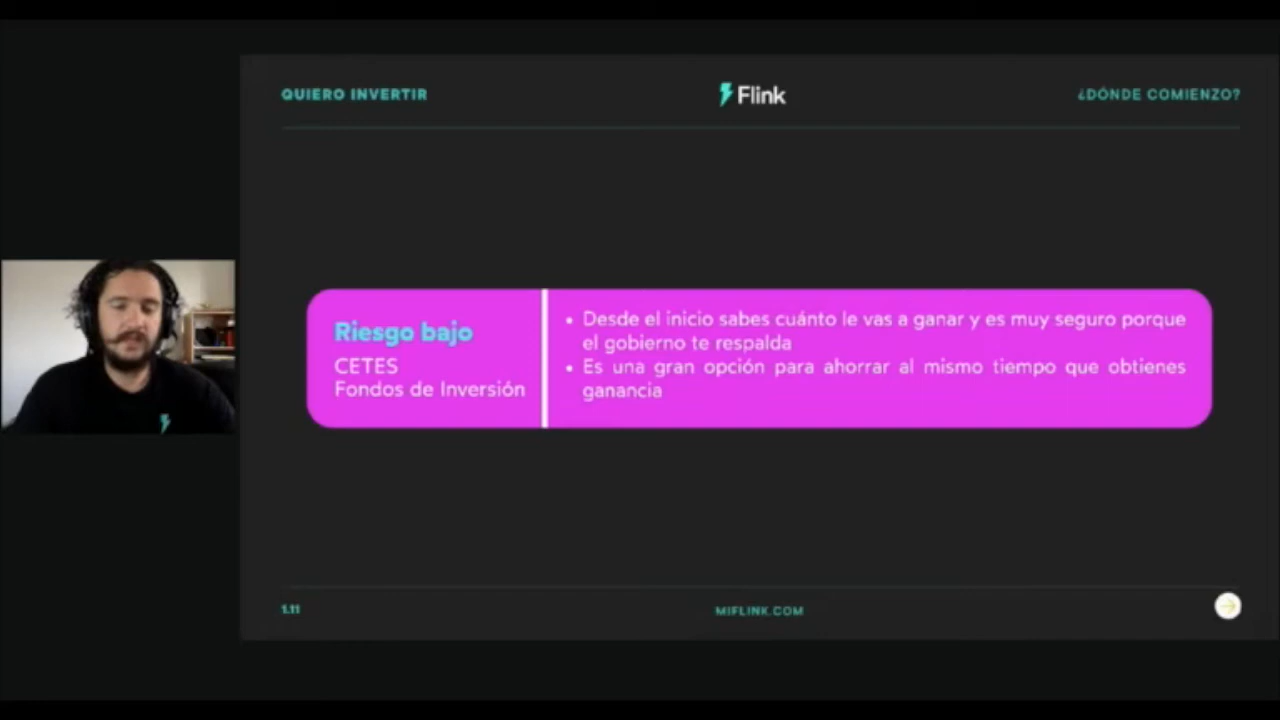 QUIERO INVERTIR
Flink
¿DÓNDE COMIENZO?
Riesgo bajo
CETES
Fondos de Inversión
• Desde el inicio sabes cuánto le vas a ganar y es muy seguro porque
el gobierno te respalda
• Es una gran opción para ahorrar al mismo tiempo que obtienes
ganancia
1.11
MIFLINK.COM